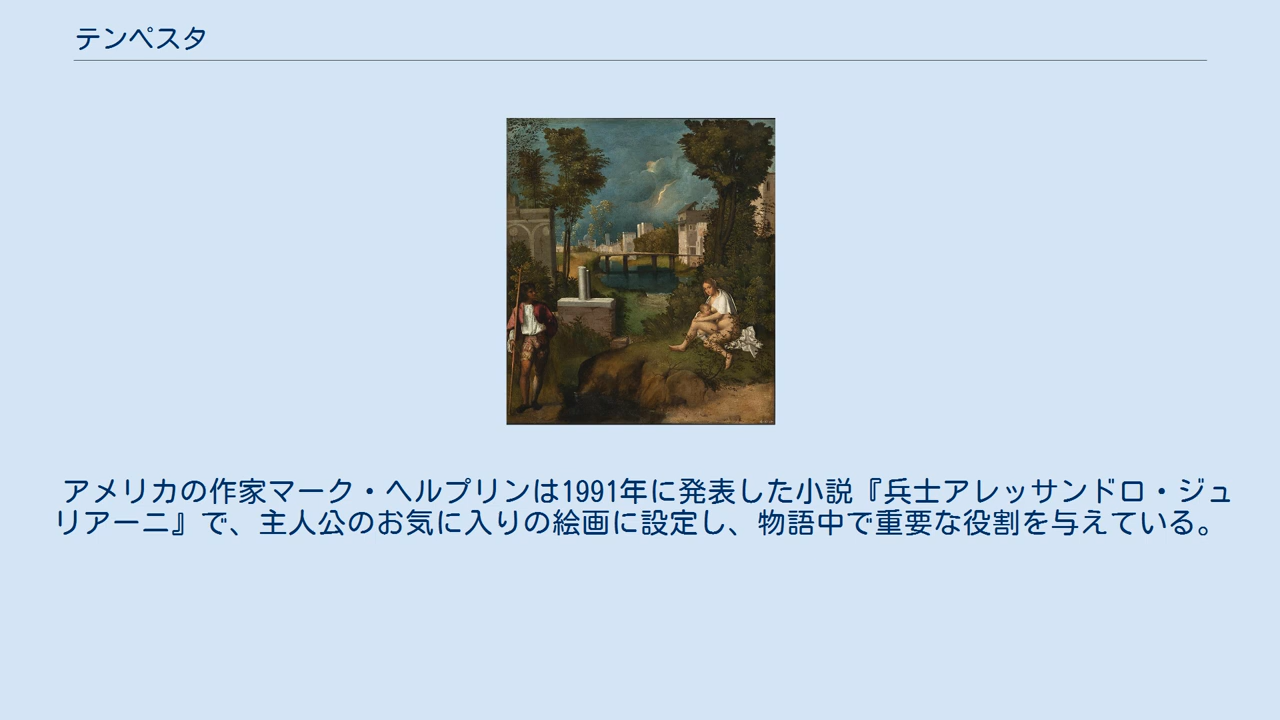 テンペスタ
アメリカの作家マーク・ヘルプリンは1991年に発表した小説『兵士アレッサンドロ・ジュ
リアーニ』で、主人公のお気に入りの絵画に設定し、物語中で重要な役割を与えている。